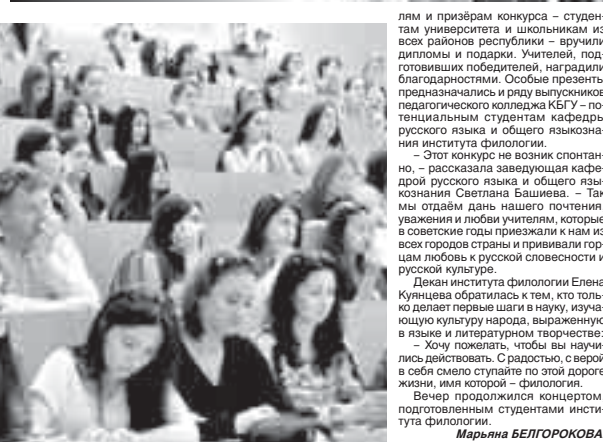 лям и призёрам конкурса – студен-
там университета и школьникам из
всех районов республики – вручили
дипломы и подарки. Учителей, под-
готовивших победителей, наградили
благодарностями. Особые презенты
предназначались и ряду выпускников
педагогического колледжа КБГУ – по-
тенциальным студентам кафедры
русского языка и общего языкозна-
ния института филологии.
– Этот конкурс не возник спонтан-
но, – рассказала заведующая кафе-
дрой русского языка и общего язы-
кознания Светлана Башиева. – Так
мы отдаём дань нашего почтения,
уважения и любви учителям, которые
в советские годы приезжали к нам из
всех городов страны и прививали гор-
цам любовь к русской словесности и
русской культуре.
Декан института филологии Елена
Куянцева обратилась к тем, кто толь-
ко делает первые шаги в науку, изуча-
ющую культуру народа, выраженную
в языке и литературном творчестве:
– Хочу пожелать, чтобы вы научи-
лись действовать. С радостью, с верой
в себя смело ступайте по этой дороге
жизни, имя которой – филология.
Вечер продолжился концертом,
подготовленным студентами инсти-
тута филологии.
Марьяна БЕЛГОРОКОВА